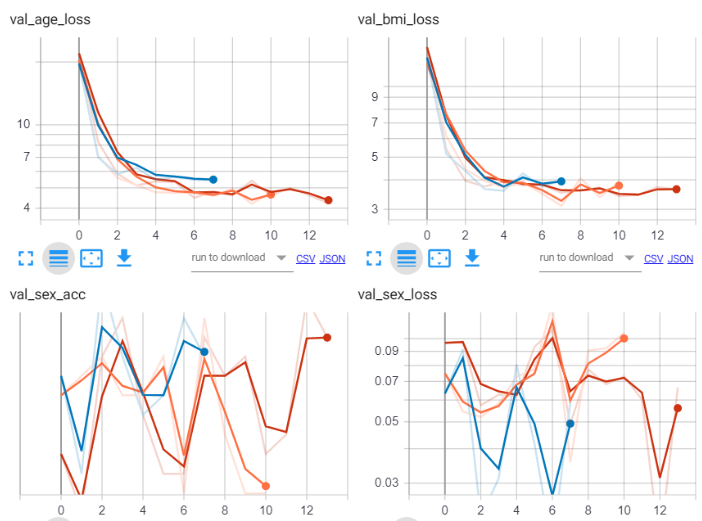 val_age_loss
val_bmi_loss
10
7
4
0 2 4 6 8 10 12
9
7
5
3
0 2 4 6 8 10 12
run to download CSV JSON
run to download CSV JSON
val_sex_acc
val_sex_loss
0 2 4 6 8 10 12
0.09
0.07
0.05
0.03
0 2 4 6 8 10 12